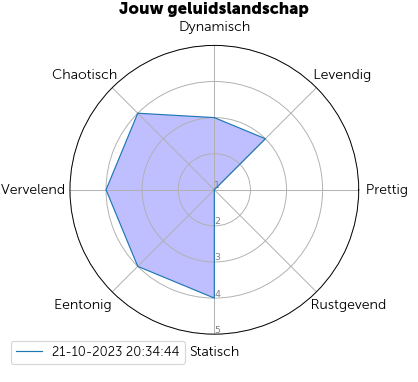 Jouw geluidslandschap
Dynamisch
Chaotisch
Levendig
Vervelend
1
Prettig
2
3
4
Eentonig
Rustgevend
5
21-10-2023 20:34:44
Statisch